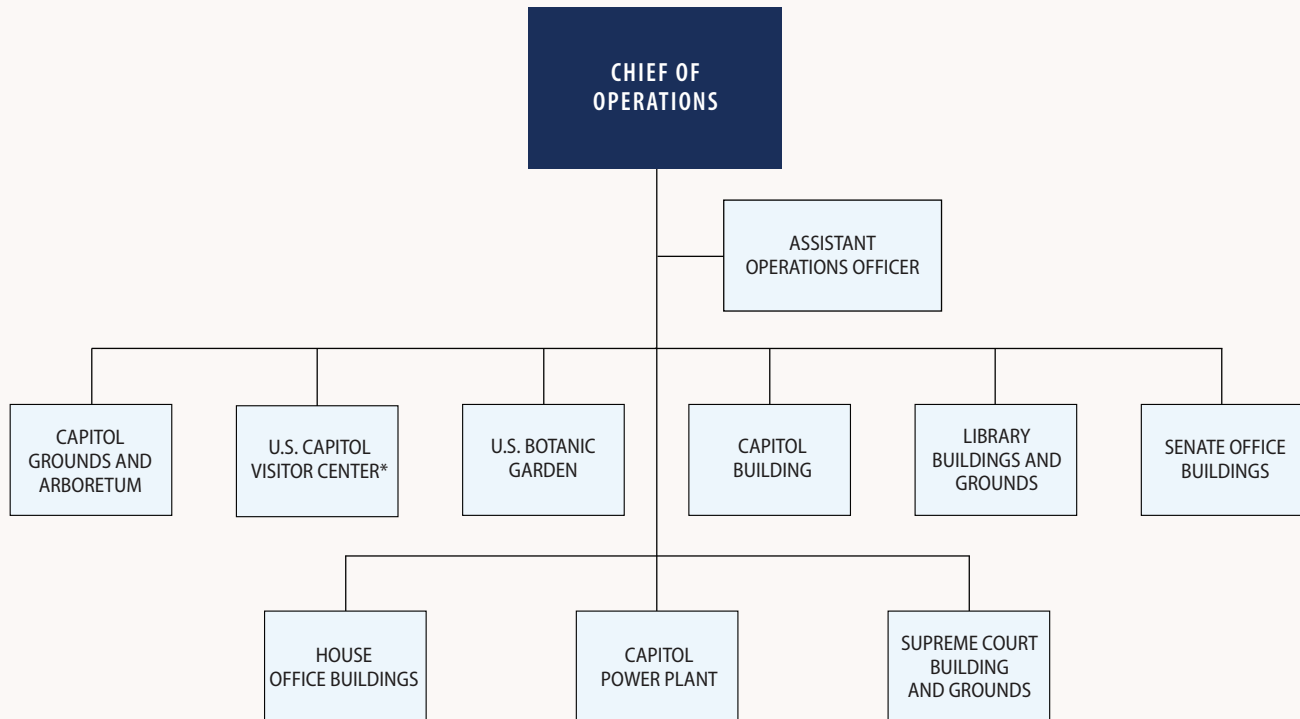 CHIEF OF
OPERATIONS
ASSISTANT
OPERATIONS OFFICER
CAPITOL
GROUNDS AND
ARBORETUM
U.S. CAPITOL
VISITOR CENTER*
U.S. BOTANIC
GARDEN
CAPITOL
BUILDING
LIBRARY
BUILDINGS AND
GROUNDS
SENATE OFFICE
BUILDINGS
HOUSE
OFFICE BUILDINGS
CAPITOL
POWER PLANT
SUPREME COURT
BUILDING
AND GROUNDS